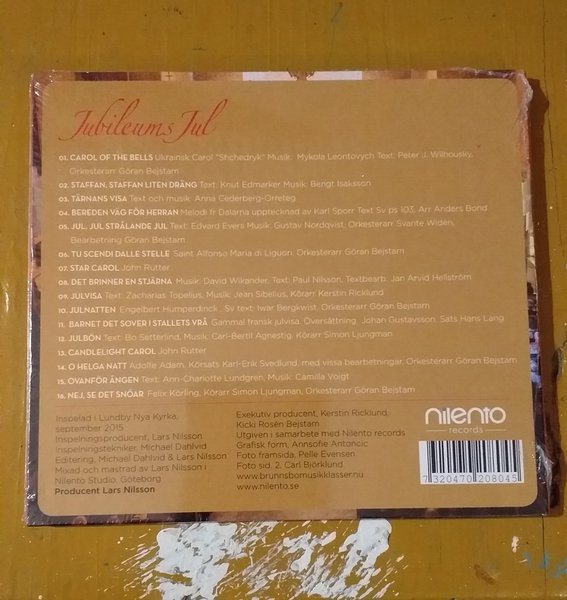 Jubileums Jul
01. CAROL OF THE BELLS Ukrainsk Carol "Shchedryk" Musik: Mykola Leontovych Text: Peter J. Wilhousky,
Orkesterarr Göran Bejstam
02. STAFFAN, STAFFAN LITEN DRÄNG Text: Knut Edmarker Musik: Bengt Isaksson
03. TÄRNANS VISA Text och musik: Anna Cederberg-Orreteg
04. BEREDEN VÄG FÖR HERRAN Melodi fr Dalarna upptecknad av Karl Sporr Text Sv ps 103, Arr Anders Bond
05. JUL, JUL STRÅLANDE JUL Text: Edvard Evers Musik: Gustav Nordqvist, Orkesterarr Svante Widen,
Bearbetning Göran Bejstam
06. TU SCENDI DALLE STELLE Saint Alfonso Maria di Liguori, Orkesterarr Göran Bejstam
07. STAR CAROL John Rutter
08. DET BRINNER EN STJÄRNA Musik: David Wikander, Text: Paul Nilsson, Textbearb: Jan Arvid Hellström
09. JULVISA Text: Zacharias Topelius, Musik: Jean Sibelius, Körarr Kerstin Ricklund
10. JULNATTEN Engelbert Humperdinck, Sv text: Iwar Bergkwist, Orkesterarr Göran Bejstam
11. BARNET DET SOVER I STALLETS VRÅ Gammal fransk julvisa, Översättning Johan Gustavsson, Sats Hans Lang
12. JULBÖN Text: Bo Setterlind, Musik: Carl-Bertil Agnestig, Körarr Simon Ljungman
13. CANDLELIGHT CAROL John Rutter
14. O HELGA NATT Adolfe Adam, Körsats Karl-Erik Svedlund, med vissa bearbetningar, Orkesterarr Göran Bejstam
15. OVANFÖR ÄNGEN Text: Ann-Charlotte Lundgren, Musik: Camilla Voigt
16. NEJ, SE DET SNÖAR Felix Körling, Körarr Simon Ljungman, Orkesterarr Göran Bejstam
Inspelad i Lundby Nya Kyrka,
september 2015
Inspelningsproducent, Lars Nilsson
Inspelningstekniker, Michael Dahlvid
Editering, Michael Dahlvid & Lars Nilsson
Mixad och mastrad av Lars Nilsson i
Nilento Studio, Göteborg
Producent Lars Nilsson
Exekutiv producent, Kerstin Ricklund,
Kicki Rosén Bejstam
Utgiven i samarbete med Nilento records
Grafisk form, Annsofie Antoncic
Foto framsida, Pelle Evensen
Foto sid. 2, Carl Björklund
www.brunnsbomusikklasser.nu
www.nilento.se
nilento
records
7 320470 208045